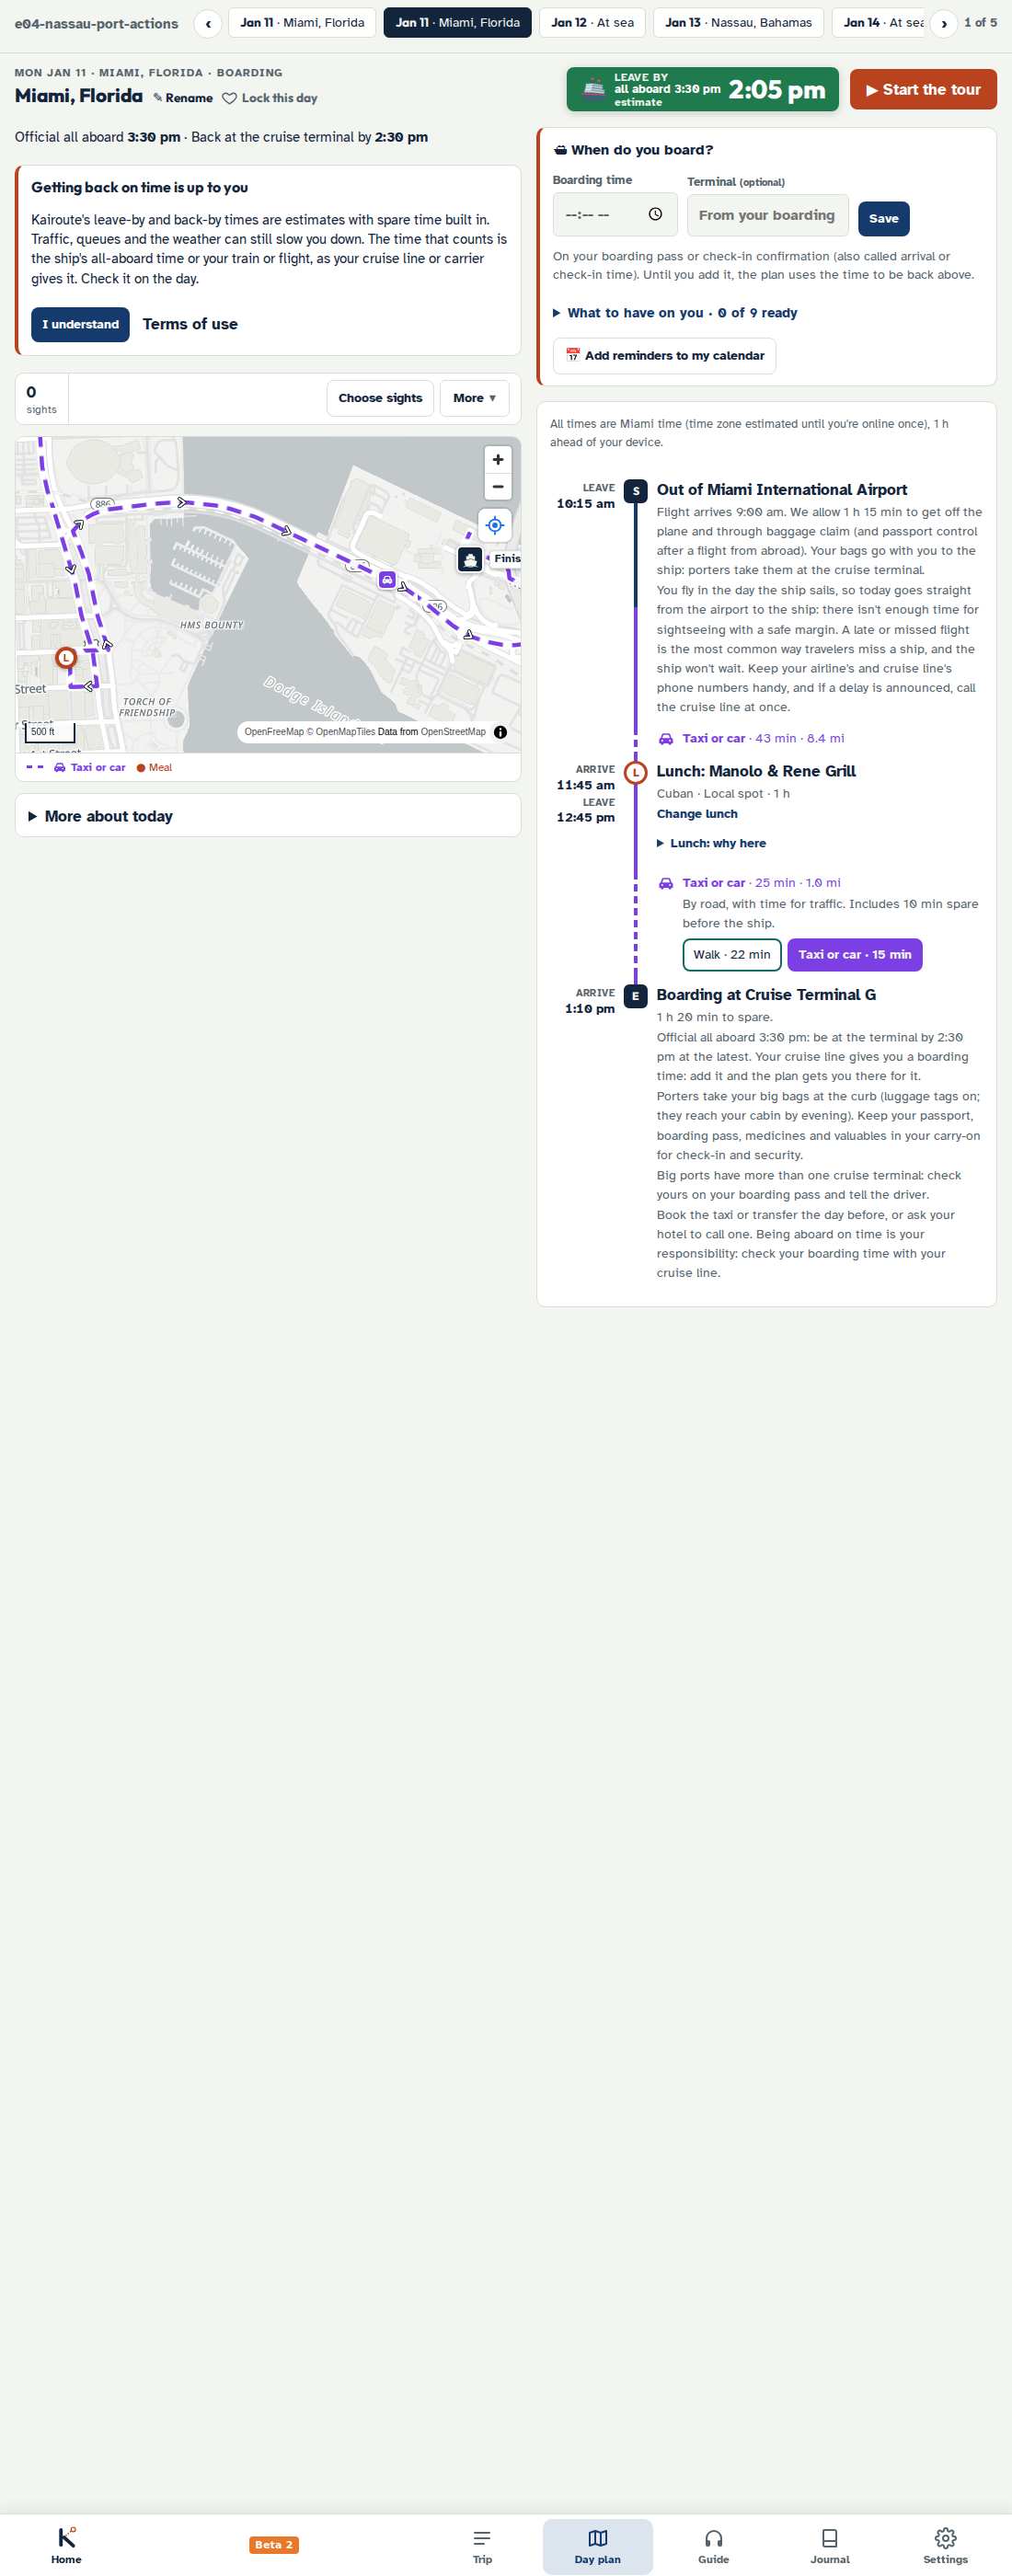 e04-nassau-port-actions
‹
Jan 11 · Miami, Florida
Jan 11 · Miami, Florida
Jan 12 · At sea
Jan 13 · Nassau, Bahamas
Jan 14 · At sea
›
1 of 5
MON JAN 11 · MIAMI, FLORIDA · BOARDING
Miami, Florida
✎ Rename
Lock this day
LEAVE BY
all aboard 3:30 pm
estimate
2:05 pm
▶ Start the tour
Official all aboard 3:30 pm · Back at the cruise terminal by 2:30 pm
Getting back on time is up to you
Kairoute's leave-by and back-by times are estimates with spare time built in.
Traffic, queues and the weather can still slow you down. The time that counts is
the ship's all-aboard time or your train or flight, as your cruise line or carrier
gives it. Check it on the day.
I understand
Terms of use
0
sights
Choose sights
More ▾
886
HMS BOUNTY
TORCH OF
FRIENDSHIP
Dodge Island
Street
L
Finis
+
−
500 ft
OpenFreeMap © OpenMapTiles Data from OpenStreetMap
Taxi or car
Meal
▶ More about today
When do you board?
Boarding time
Terminal (optional)
--:-- --
From your boarding
Save
On your boarding pass or check-in confirmation (also called arrival or
check-in time). Until you add it, the plan uses the time to be back above.
▶ What to have on you · 0 of 9 ready
Add reminders to my calendar
All times are Miami time (time zone estimated until you're online once), 1 h
ahead of your device.
LEAVE
10:15 am
S
Out of Miami International Airport
Flight arrives 9:00 am. We allow 1 h 15 min to get off the
plane and through baggage claim (and passport control
after a flight from abroad). Your bags go with you to the
ship: porters take them at the cruise terminal.
You fly in the day the ship sails, so today goes straight
from the airport to the ship: there isn't enough time for
sightseeing with a safe margin. A late or missed flight
is the most common way travelers miss a ship, and the
ship won't wait. Keep your airline's and cruise line's
phone numbers handy, and if a delay is announced, call
the cruise line at once.
Taxi or car · 43 min · 8.4 mi
ARRIVE
11:45 am
LEAVE
12:45 pm
L
Lunch: Manolo & Rene Grill
Cuban · Local spot · 1 h
Change lunch
▶ Lunch: why here
Taxi or car · 25 min · 1.0 mi
By road, with time for traffic. Includes 10 min spare
before the ship.
Walk · 22 min
Taxi or car · 15 min
ARRIVE
1:10 pm
E
Boarding at Cruise Terminal G
1 h 20 min to spare.
Official all aboard 3:30 pm: be at the terminal by 2:30
pm at the latest. Your cruise line gives you a boarding
time: add it and the plan gets you there for it.
Porters take your big bags at the curb (luggage tags on;
they reach your cabin by evening). Keep your passport,
boarding pass, medicines and valuables in your carry-on
for check-in and security.
Big ports have more than one cruise terminal: check
yours on your boarding pass and tell the driver.
Book the taxi or transfer the day before, or ask your
hotel to call one. Being aboard on time is your
responsibility: check your boarding time with your
cruise line.
Home
Beta 2
Trip
Day plan
Guide
Journal
Settings